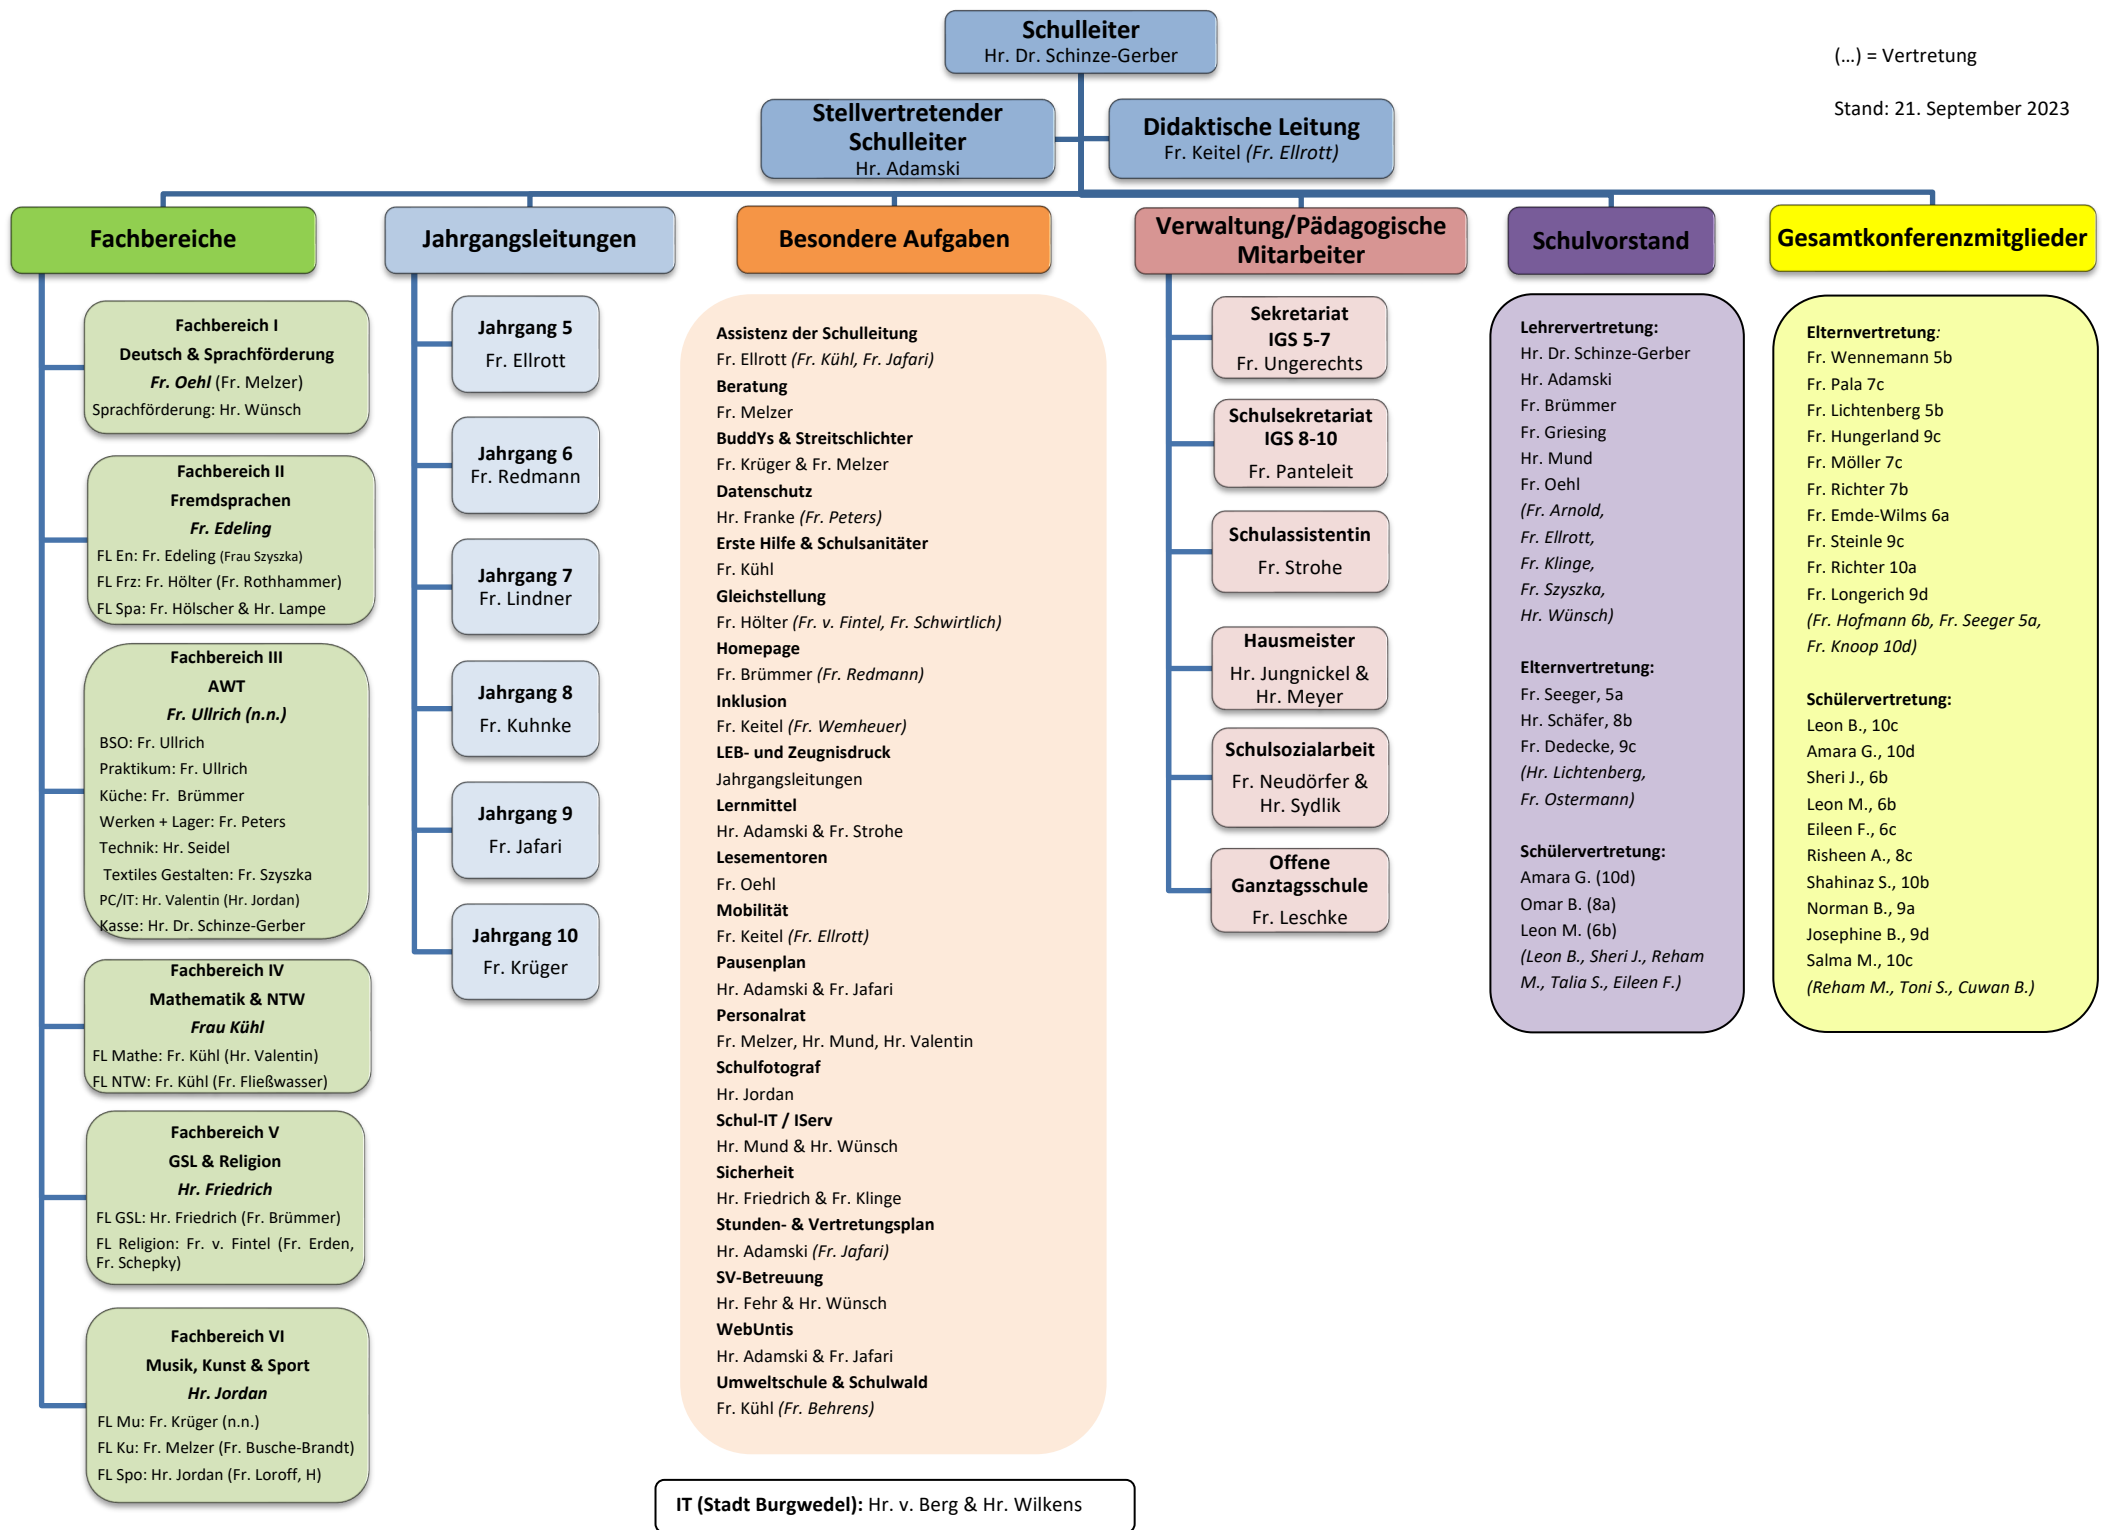 Schulleiter
Hr. Dr. Schinze-Gerber
(...) = Vertretung
Stand: 21. September 2023
Stellvertretender
Schulleiter
Hr. Adamski
Didaktische Leitung
Fr. Keitel (Fr. Ellrott)
Fachbereiche
Fachbereich I
Deutsch & Sprachförderung
Fr. Oehl (Fr. Melzer)
Sprachförderung: Hr. Wünsch
Fachbereich II
Fremdsprachen
Fr. Edeling
FL En: Fr. Edeling (Frau Szyszka)
FL Frz: Fr. Hölter (Fr. Rothhammer)
FL Spa: Fr. Hölscher & Hr. Lampe
Fachbereich III
AWT
Fr. Ullrich (n.n.)
BSO: Fr. Ullrich
Praktikum: Fr. Ullrich
Küche: Fr. Brümmer
Werken + Lager: Fr. Peters
Technik: Hr. Seidel
Textiles Gestalten: Fr. Szyszka
PC/IT: Hr. Valentin (Hr. Jordan)
Kasse: Hr. Dr. Schinze-Gerber
Fachbereich IV
Mathematik & NTW
Frau Kühl
FL Mathe: Fr. Kühl (Hr. Valentin)
FL NTW: Fr. Kühl (Fr. Fließwasser)
Fachbereich V
GSL & Religion
Hr. Friedrich
FL GSL: Hr. Friedrich (Fr. Brümmer)
FL Religion: Fr. v. Fintel (Fr. Erden,
Fr. Schepky)
Fachbereich VI
Musik, Kunst & Sport
Hr. Jordan
FL Mu: Fr. Krüger (n.n.)
FL Ku: Fr. Melzer (Fr. Busche-Brandt)
FL Spo: Hr. Jordan (Fr. Loroff, H)
Jahrgangsleitungen
Jahrgang 5
Fr. Ellrott
Jahrgang 6
Fr. Redmann
Jahrgang 7
Fr. Lindner
Jahrgang 8
Fr. Kuhnke
Jahrgang 9
Fr. Jafari
Jahrgang 10
Fr. Krüger
Besondere Aufgaben
Assistenz der Schulleitung
Fr. Ellrott (Fr. Kühl, Fr. Jafari)
Beratung
Fr. Melzer
BuddYs & Streitschlichter
Fr. Krüger & Fr. Melzer
Datenschutz
Hr. Franke (Fr. Peters)
Erste Hilfe & Schulsanitäter
Fr. Kühl
Gleichstellung
Fr. Hölter (Fr. v. Fintel, Fr. Schwirtlich)
Homepage
Fr. Brümmer (Fr. Redmann)
Inklusion
Fr. Keitel (Fr. Wemheuer)
LEB- und Zeugnisdruck
Jahrgangsleitungen
Lernmittel
Hr. Adamski & Fr. Strohe
Lesementoren
Fr. Oehl
Mobilität
Fr. Keitel (Fr. Ellrott)
Pausenplan
Hr. Adamski & Fr. Jafari
Personalrat
Fr. Melzer, Hr. Mund, Hr. Valentin
Schulfotograf
Hr. Jordan
Schul-IT / IServ
Hr. Mund & Hr. Wünsch
Sicherheit
Hr. Friedrich & Fr. Klinge
Stunden- & Vertretungsplan
Hr. Adamski (Fr. Jafari)
SV-Betreuung
Hr. Fehr & Hr. Wünsch
WebUntis
Hr. Adamski & Fr. Jafari
Umweltschule & Schulwald
Fr. Kühl (Fr. Behrens)
IT (Stadt Burgwedel): Hr. v. Berg & Hr. Wilkens
Verwaltung/Pädagogische
Mitarbeiter
Sekretariat
IGS 5-7
Fr. Ungerechts
Schulsekretariat
IGS 8-10
Fr. Panteleit
Schulassistentin
Fr. Strohe
Hausmeister
Hr. Jungnickel &
Hr. Meyer
Schulsozialarbeit
Fr. Neudörfer &
Hr. Sydlik
Offene
Ganztagsschule
Fr. Leschke
Schulvorstand
Lehrervertretung:
Hr. Dr. Schinze-Gerber
Hr. Adamski
Fr. Brümmer
Fr. Griesing
Hr. Mund
Fr. Oehl
(Fr. Arnold,
Fr. Ellrott,
Fr. Klinge,
Fr. Szyszka,
Hr. Wünsch)
Elternvertretung:
Fr. Seeger, 5a
Hr. Schäfer, 8b
Fr. Dedecke, 9c
(Hr. Lichtenberg,
Fr. Ostermann)
Schülervertretung:
Amara G. (10d)
Omar B. (8a)
Leon M. (6b)
(Leon B., Sheri J., Reham
M., Talia S., Eileen F.)
Gesamtkonferenzmitglieder
Elternvertretung:
Fr. Wennemann 5b
Fr. Pala 7c
Fr. Lichtenberg 5b
Fr. Hungerland 9c
Fr. Möller 7c
Fr. Richter 7b
Fr. Emde-Wilms 6a
Fr. Steinle 9c
Fr. Richter 10a
Fr. Longerich 9d
(Fr. Hofmann 6b, Fr. Seeger 5a,
Fr. Knoop 10d)
Schülervertretung:
Leon B., 10c
Amara G., 10d
Sheri J., 6b
Leon M., 6b
Eileen F., 6c
Risheen A., 8c
Shahinaz S., 10b
Norman B., 9a
Josephine B., 9d
Salma M., 10c
(Reham M., Toni S., Cuwan B.)